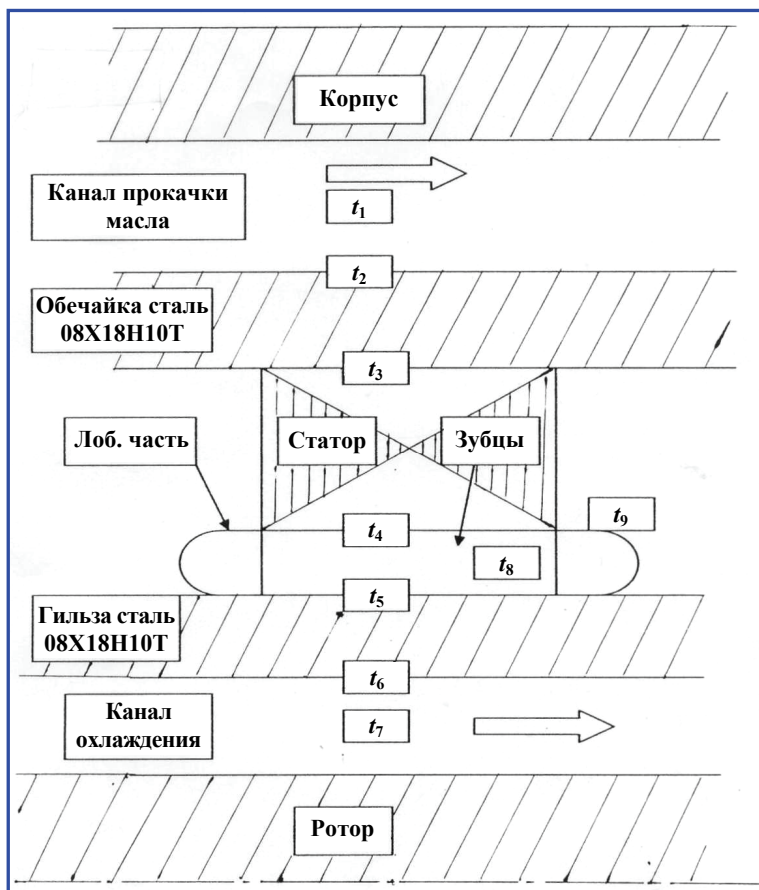 Корпус
Канал прокачки
масла
t₁
t₂
Обечайка сталь
08Х18Н10Т
t₃
Лоб. часть
Статор
Зубцы
t₄
t₉
t₈
t₅
Гильза сталь
08Х18Н10Т
t₆
Канал
охлаждения
t₇
Ротор